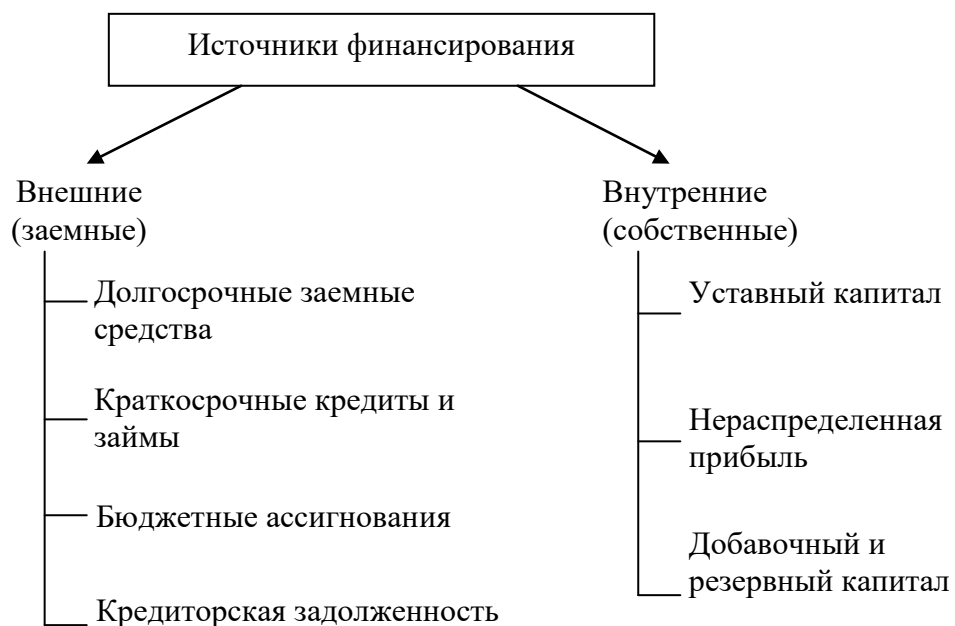 Источники финансирования
Внешние
(заемные)
Долгосрочные заемные
средства
Краткосрочные кредиты и
займы
Бюджетные ассигнования
Кредиторская задолженность
Внутренние
(собственные)
Уставный капитал
Нераспределенная
прибыль
Добавочный и
резервный капитал